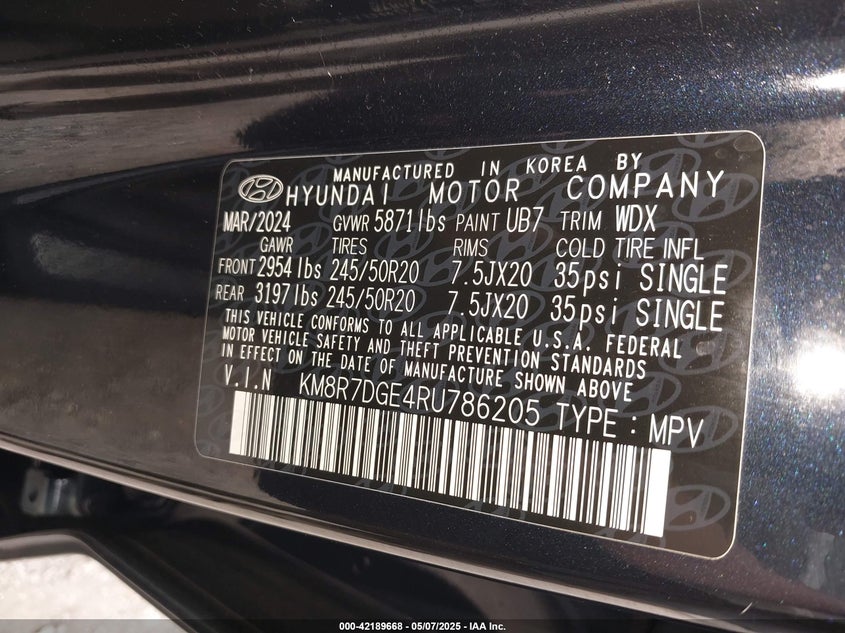 MANUFACTURED IN KOREA BY
HYUNDAI MOTOR COMPANY
MAR/2024 GVWR 5871lbs PAINT UB7 TRIM WDX
GAWR TIRES RIMS COLD TIRE INFL
FRONT 2954lbs 245/50R20 7.5JX20 35psi SINGLE
REAR 3197lbs 245/50R20 7.5JX20 35psi SINGLE
THIS VEHICLE CONFORMS TO ALL APPLICABLE U.S.A. FEDERAL
MOTOR VEHICLE SAFETY AND THEFT PREVENTION STANDARDS
IN EFFECT ON THE DATE OF MANUFACTURE SHOWN ABOVE
V.I.N KM8R7DGE4RU786205 TYPE : MPV
000-42189668 - 05/07/2025 - IAA Inc.